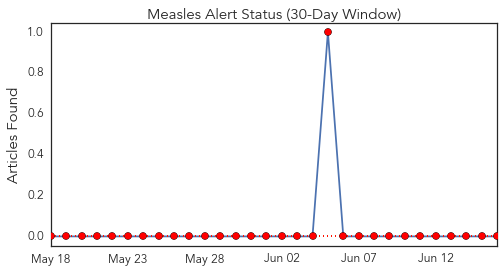 Measles Alert Status (30-Day Window)
Articles Found
1.0
0.8
0.6
0.4
0.2
0.0
May 18 May 23 May 28 Jun 02 Jun 07 Jun 12